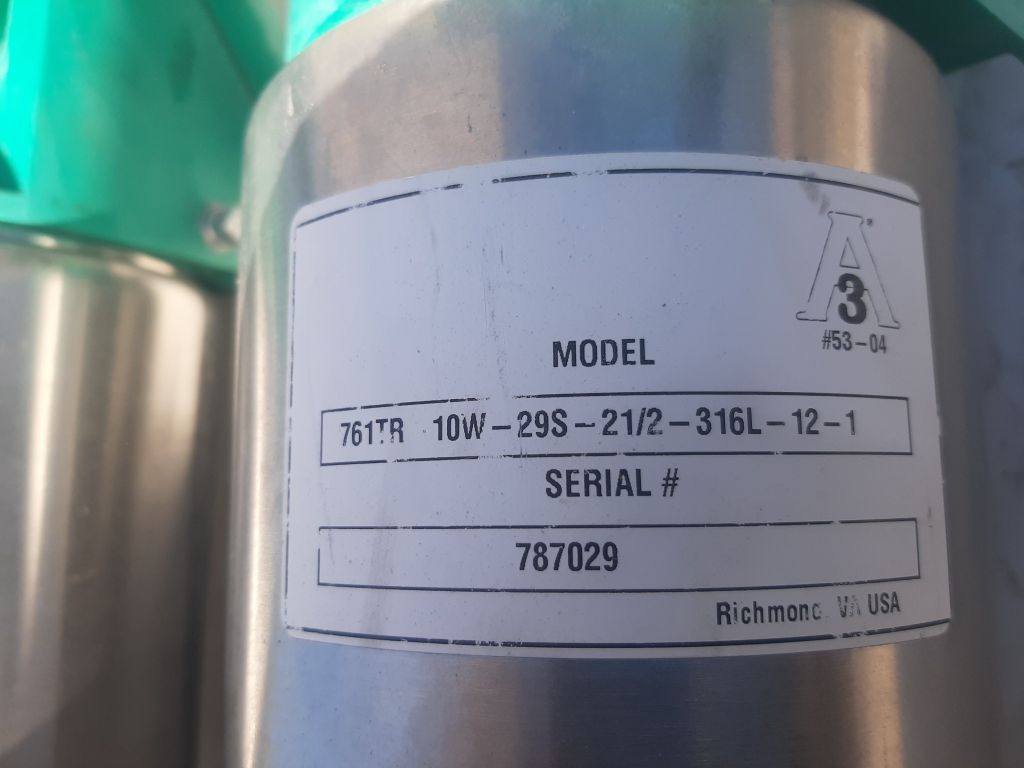 A®
3
#53-04
MODEL
761TR 10W-29S-21/2-316L-12-1
SERIAL #
787029
Richmond, VA USA